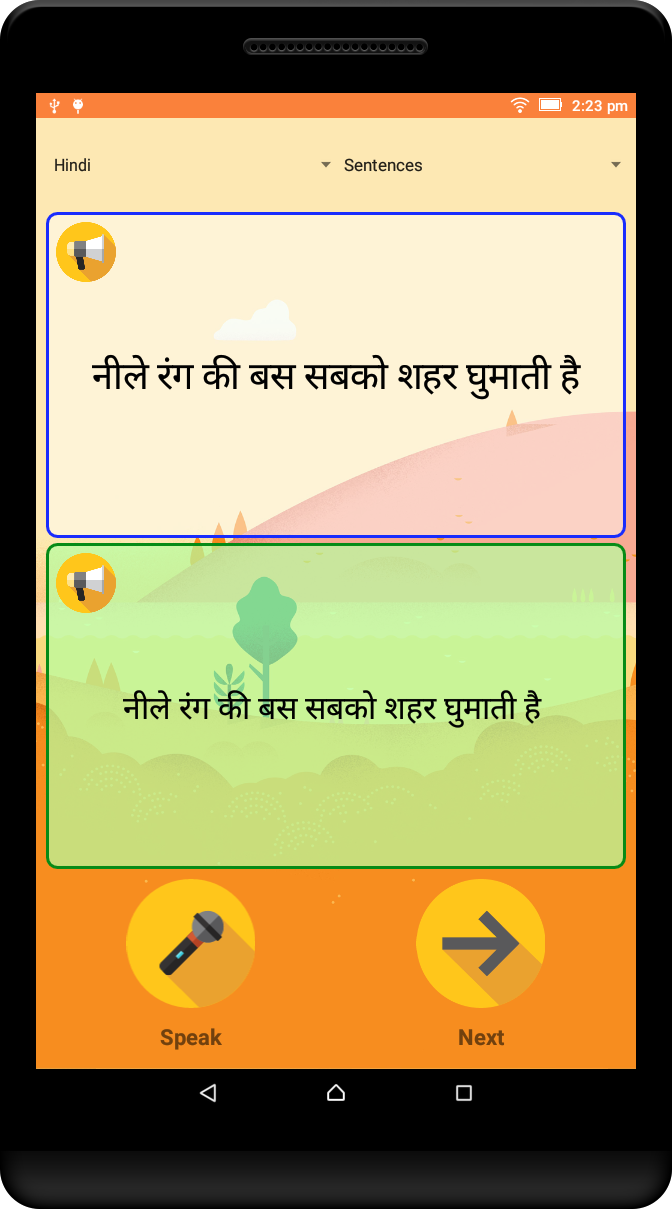 2:23 pm
Hindi
Sentences
नीले रंग की बस सबको शहर घुमाती है
नीले रंग की बस सबको शहर घुमाती है
Speak
Next